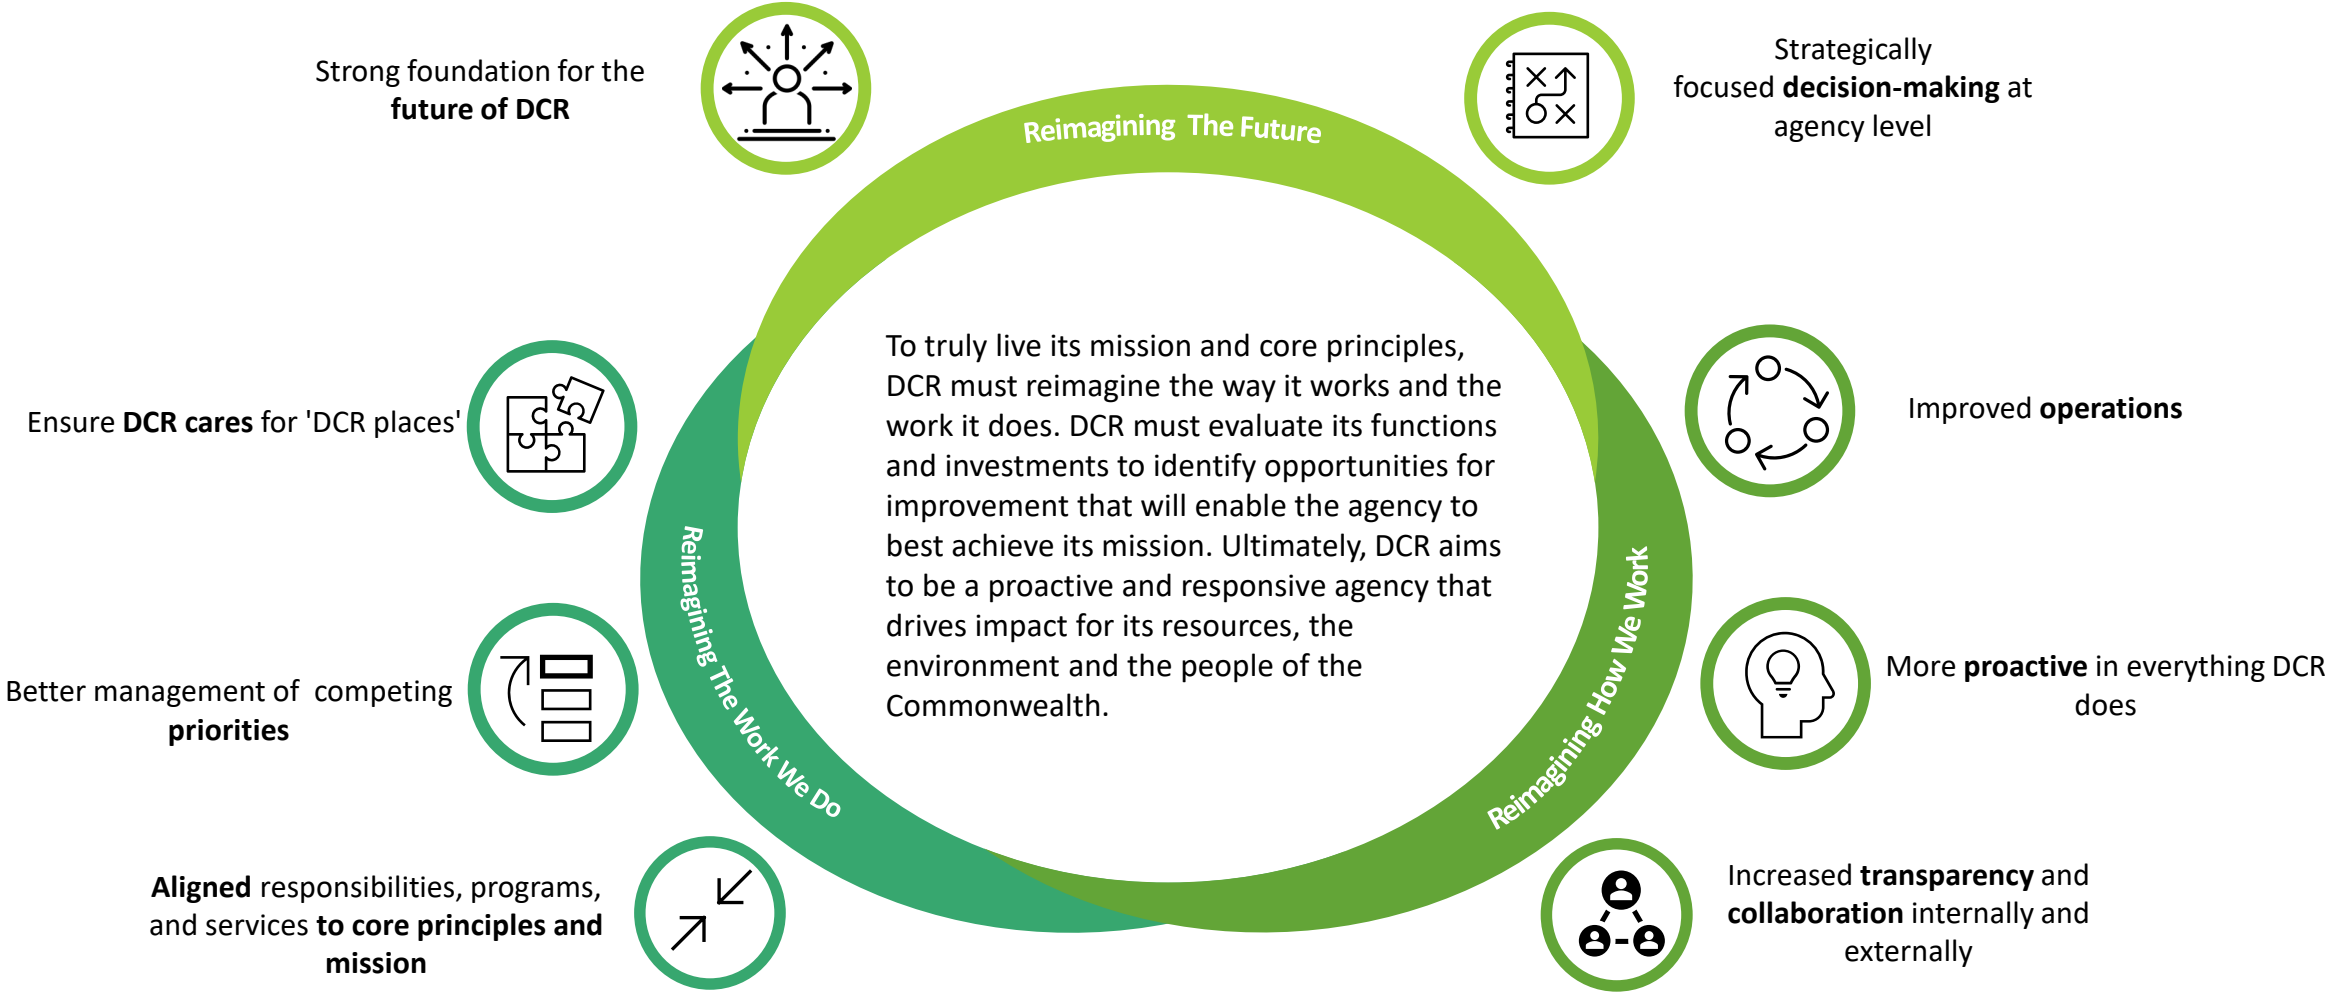 Strong foundation for the
future of DCR
Strategically
focused decision-making at
agency level
Reimagining The Future
Ensure DCR cares for 'DCR places'
Improved operations
To truly live its mission and core principles,
DCR must reimagine the way it works and the
work it does. DCR must evaluate its functions
and investments to identify opportunities for
improvement that will enable the agency to
best achieve its mission. Ultimately, DCR aims
to be a proactive and responsive agency that
drives impact for its resources, the
environment and the people of the
Commonwealth.
Reimagining The Work We Do
Reimagining How We Work
Better management of competing
priorities
More proactive in everything DCR
does
Aligned responsibilities, programs,
and services to core principles and
mission
Increased transparency and
collaboration internally and
externally